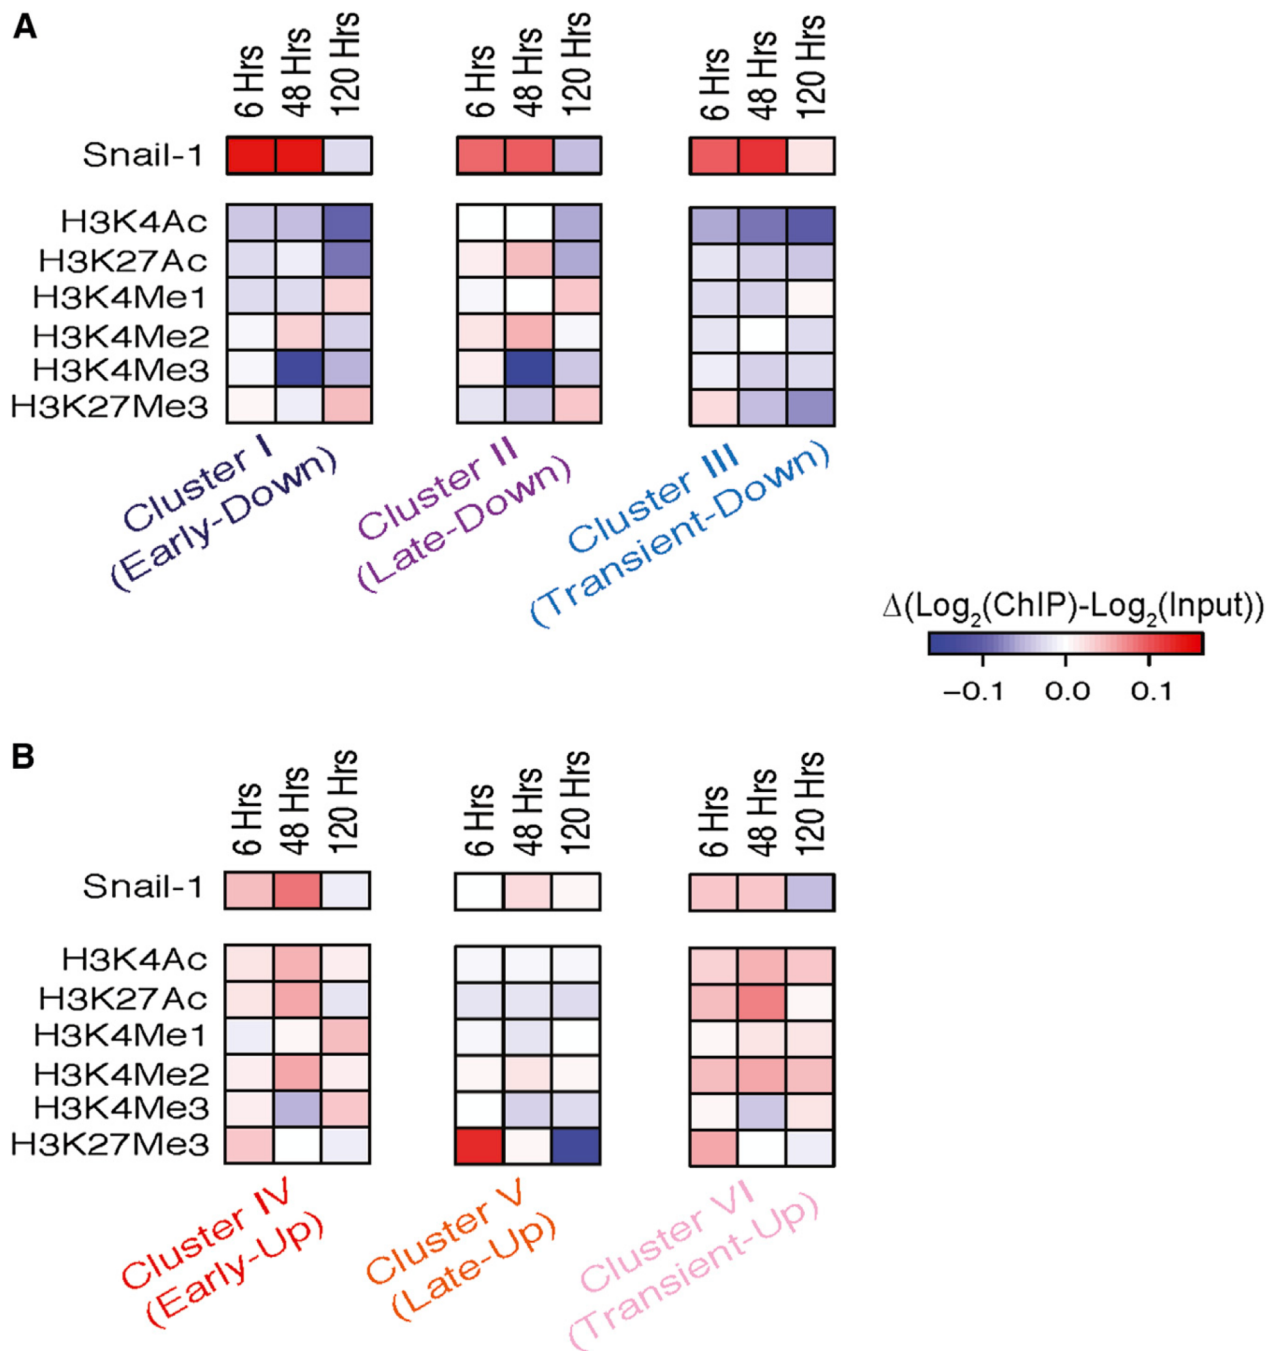 A
6 Hrs 48 Hrs 120 Hrs 6 Hrs 48 Hrs 120 Hrs 6 Hrs 48 Hrs 120 Hrs
Snail-1
H3K4Ac
H3K27Ac
H3K4Me1
H3K4Me2
H3K4Me3
H3K27Me3
Cluster I
(Early-Down)
Cluster II
(Late-Down)
Cluster III
(Transient-Down)
Δ(Log2(ChIP)-Log2(Input))
−0.1 0.0 0.1
B
6 Hrs 48 Hrs 120 Hrs 6 Hrs 48 Hrs 120 Hrs 6 Hrs 48 Hrs 120 Hrs
Snail-1
H3K4Ac
H3K27Ac
H3K4Me1
H3K4Me2
H3K4Me3
H3K27Me3
Cluster IV
(Early-Up)
Cluster V
(Late-Up)
Cluster VI
(Transient-Up)